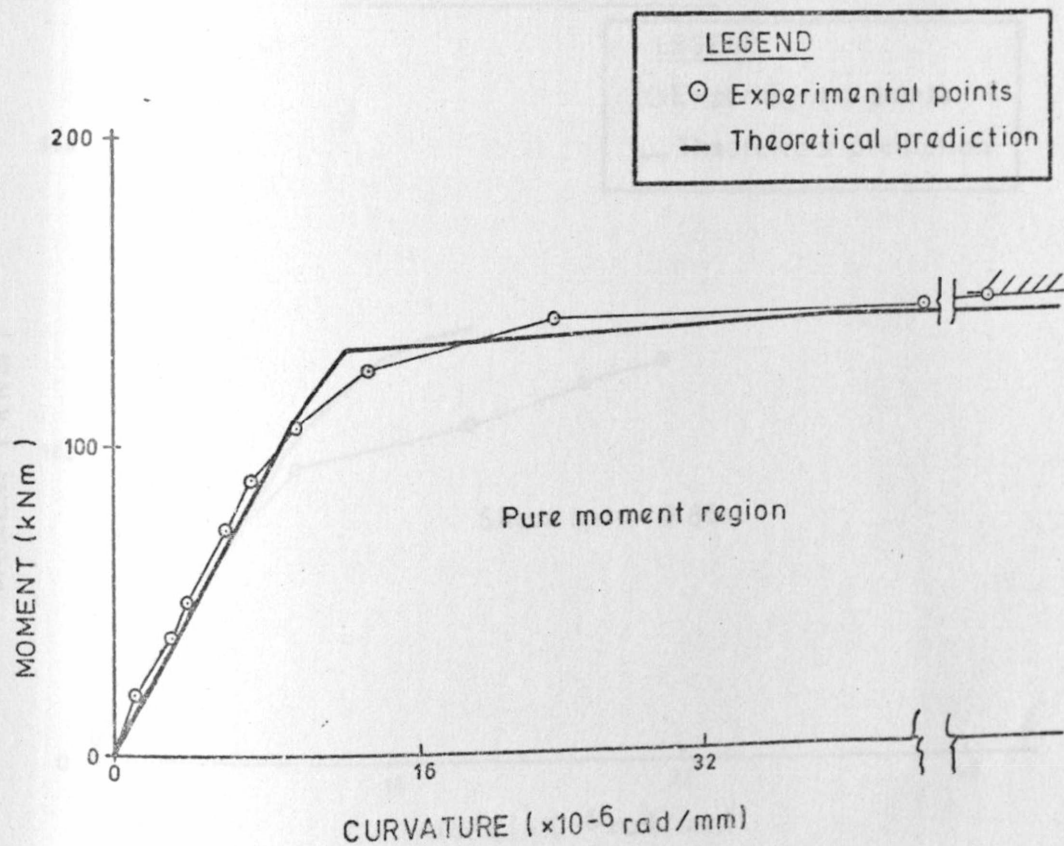 LEGEND
Experimental points
Theoretical prediction
200
100
0
MOMENT (kNm)
Pure moment region
0
16
32
CURVATURE (×10-6 rad/mm)